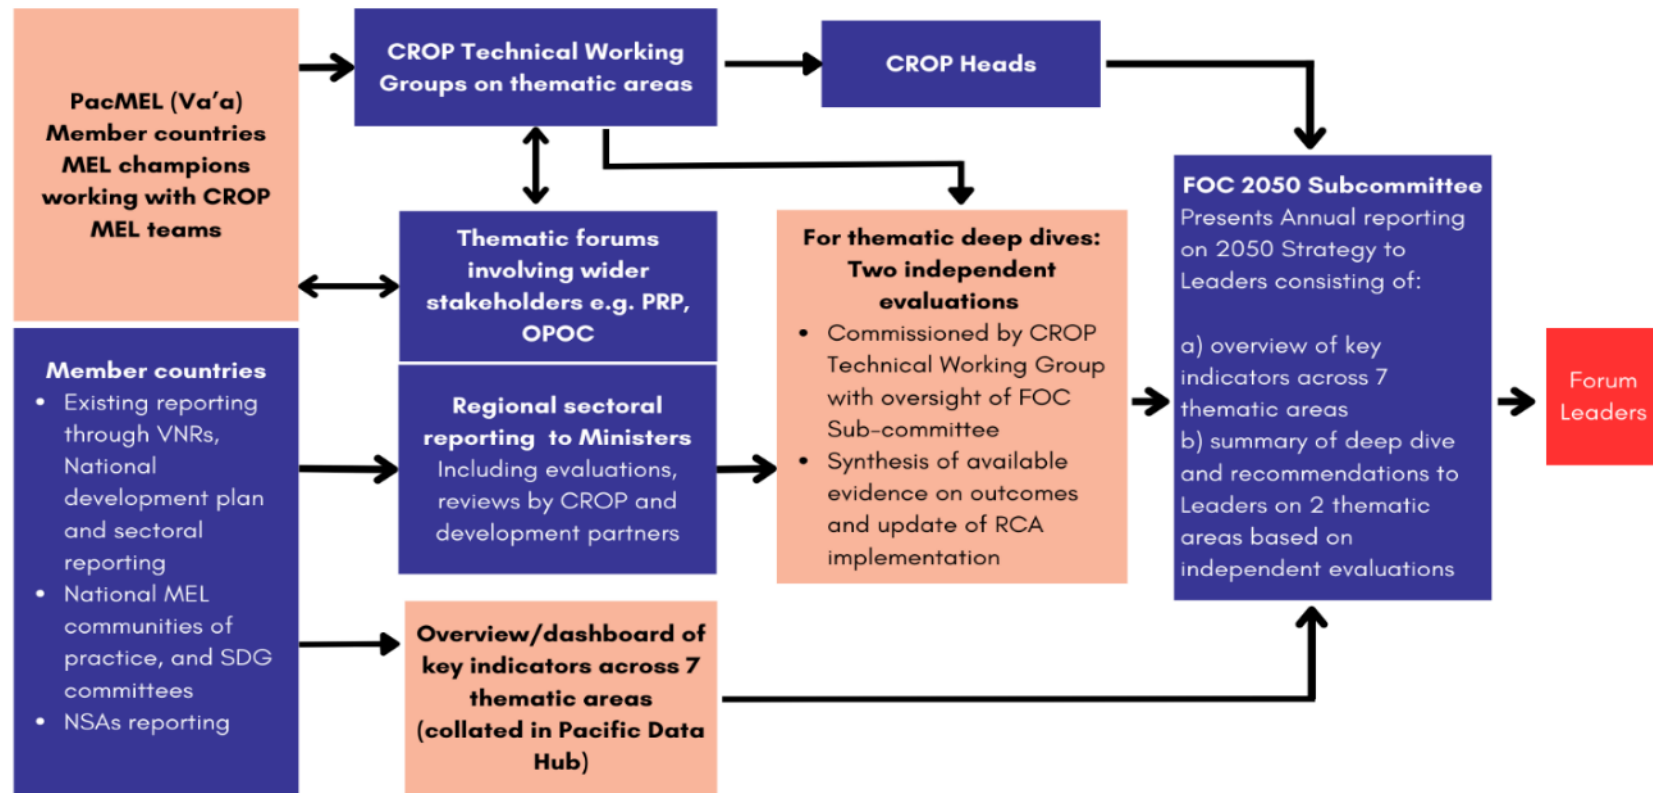 PacMEL (Va’a)
Member countries
MEL champions
working with CROP
MEL teams
CROP Technical Working
Groups on thematic areas
CROP Heads
Thematic forums
involving wider
stakeholders e.g. PRP,
OPOC
Member countries
• Existing reporting
through VNRs,
National
development plan
and sectoral
reporting
• National MEL
communities of
practice, and SDG
committees
• NSAs reporting
Regional sectoral
reporting to Ministers
Including evaluations,
reviews by CROP and
development partners
Overview/dashboard of
key indicators across 7
thematic areas
(collated in Pacific Data
Hub)
For thematic deep dives:
Two independent
evaluations
• Commissioned by CROP
Technical Working Group
with oversight of FOC
Sub-committee
• Synthesis of available
evidence on outcomes
and update of RCA
implementation
FOC 2050 Subcommittee
Presents Annual reporting
on 2050 Strategy to
Leaders consisting of:
a) overview of key
indicators across 7
thematic areas
b) summary of deep dive
and recommendations to
Leaders on 2 thematic
areas based on
independent evaluations
Forum
Leaders